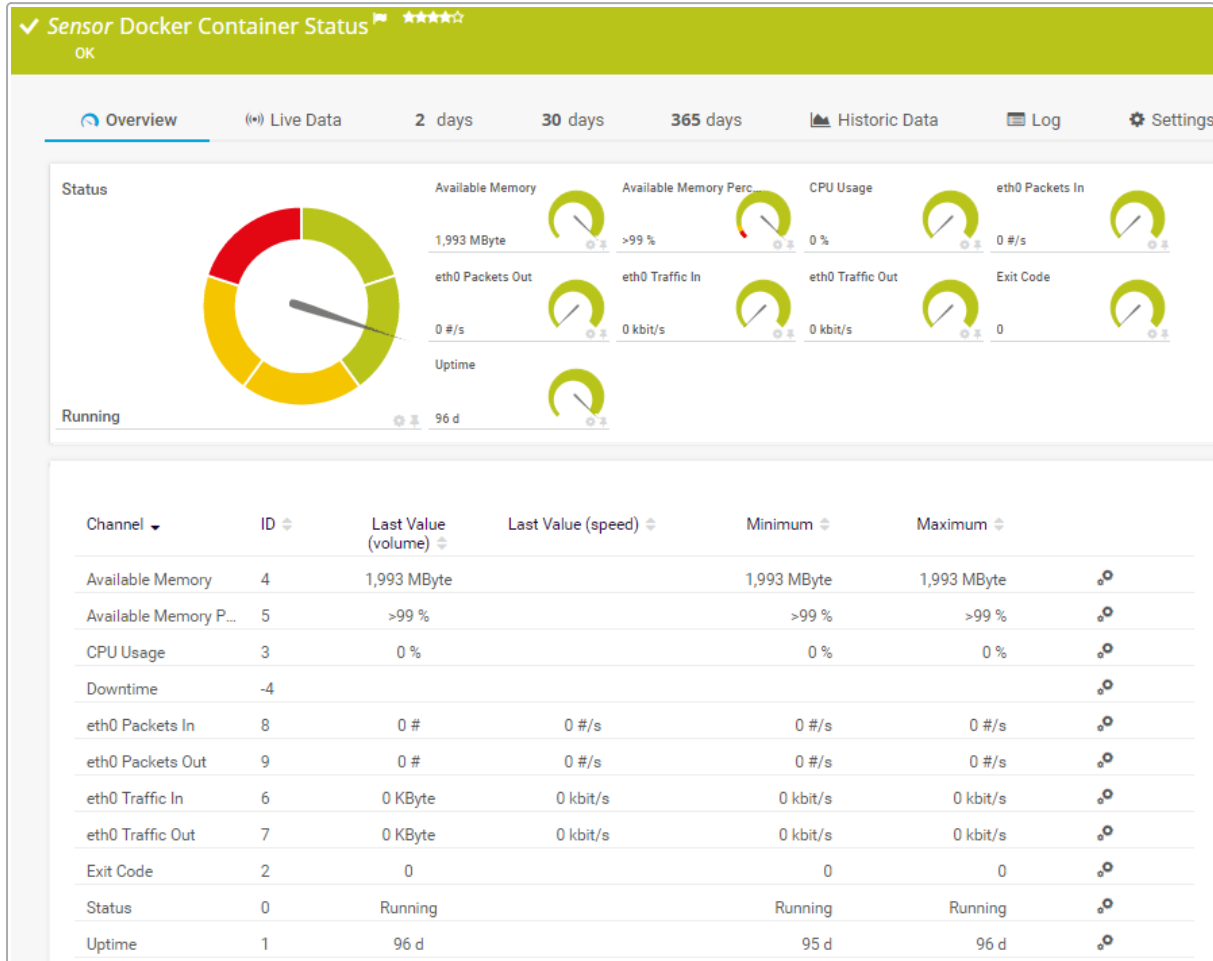 Sensor Docker Container Status
OK
Overview Live Data 2 days 30 days 365 days Historic Data Log Settings
Status
Running
Available Memory
1,993 MByte
Available Memory Perc...
>99 %
CPU Usage
0 %
eth0 Packets In
0 #/s
eth0 Packets Out
0 #/s
eth0 Traffic In
0 kbit/s
eth0 Traffic Out
0 kbit/s
Exit Code
0
Uptime
96 d
Channel ID Last Value (volume) Last Value (speed) Minimum Maximum
Available Memory 4 1,993 MByte 1,993 MByte 1,993 MByte
Available Memory P... 5 >99 % >99 % >99 %
CPU Usage 3 0 % 0 % 0 %
Downtime -4
eth0 Packets In 8 0 # 0 #/s 0 #/s 0 #/s
eth0 Packets Out 9 0 # 0 #/s 0 #/s 0 #/s
eth0 Traffic In 6 0 KByte 0 kbit/s 0 kbit/s 0 kbit/s
eth0 Traffic Out 7 0 KByte 0 kbit/s 0 kbit/s 0 kbit/s
Exit Code 2 0 0 0
Status 0 Running Running Running
Uptime 1 96 d 95 d 96 d